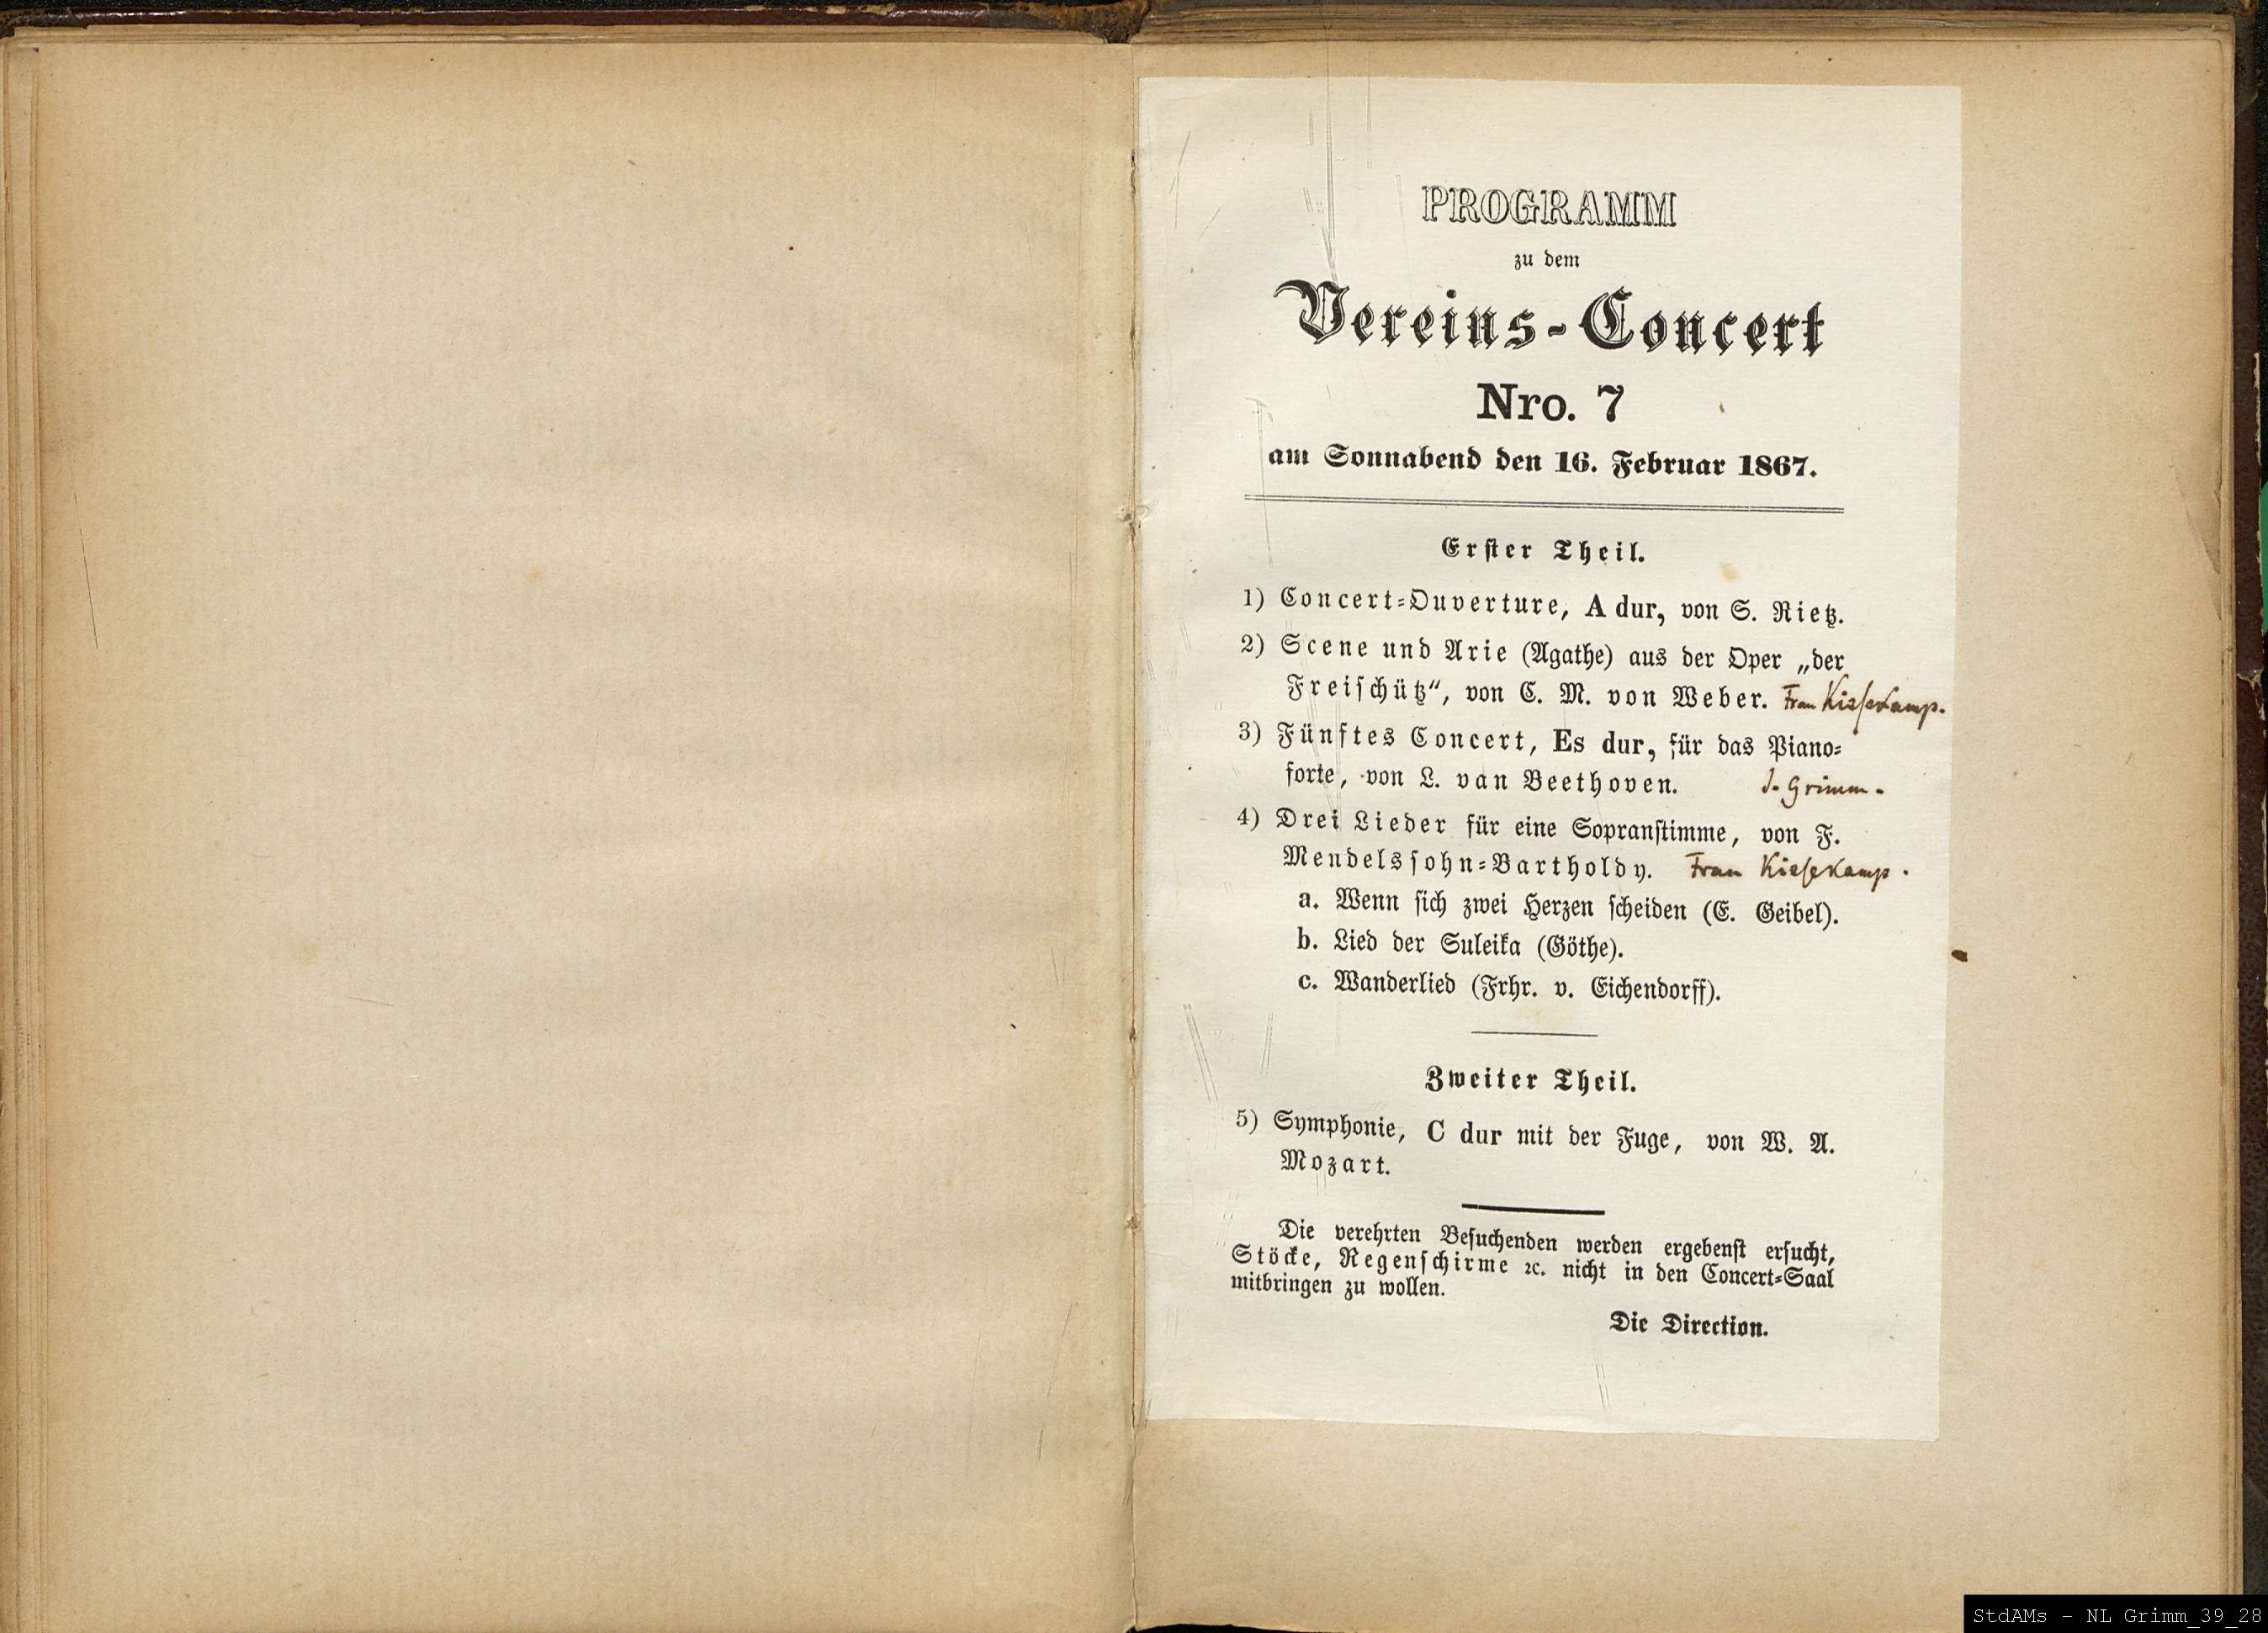 PROGRAMM
zu dem
Vereins-Concert
Nro. 7
am Sonnabend den 16. Februar 1867.
Erster Theil.
1) Concert-Ouverture, A dur, von S. Rietz.
2) Scene und Arie (Agathe) aus der Oper „der
Freischütz“, von C. M. von Weber. Frau Kiesekamp.
3) Fünftes Concert, Es dur, für das Piano-
forte, von L. van Beethoven. J. Grimm.
4) Drei Lieder für eine Sopranstimme, von F.
Mendelssohn-Bartholdy. Frau Kiesekamp.
a. Wenn sich zwei Herzen scheiden (E. Geibel).
b. Lied der Suleika (Göthe).
c. Wanderlied (Frhr. v. Eichendorff).
Zweiter Theil.
5) Symphonie, C dur mit der Fuge, von W. A.
Mozart.
Die verehrten Besuchenden werden ergebenst ersucht,
Stöcke, Regenschirme ꝛc. nicht in den Concert-Saal
mitbringen zu wollen.
Die Direction.
StdAMs - NL Grimm_39_28